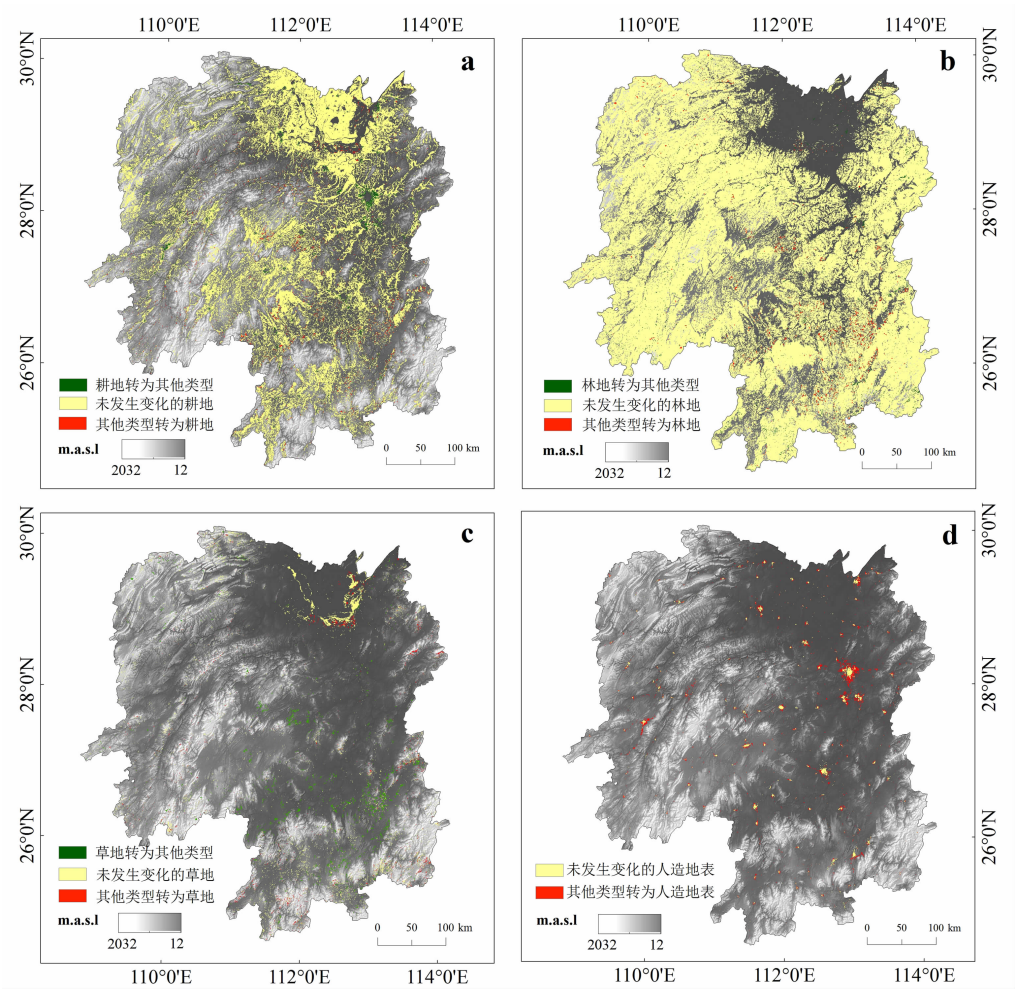 110°0'E 112°0'E 114°0'E 110°0'E 112°0'E 114°0'E
30°0'N
28°0'N
26°0'N
a
耕地转为其他类型
未发生变化的耕地
其他类型转为耕地
m.a.s.l
2032 12
0 50 100 km
b
30°0'N
28°0'N
26°0'N
林地转为其他类型
未发生变化的林地
其他类型转为林地
m.a.s.l
2032 12
0 50 100 km
30°0'N
28°0'N
26°0'N
c
草地转为其他类型
未发生变化的草地
其他类型转为草地
m.a.s.l
2032 12
0 50 100 km
d
30°0'N
28°0'N
26°0'N
未发生变化的人造地表
其他类型转为人造地表
m.a.s.l
2032 12
0 50 100 km
110°0'E 112°0'E 114°0'E 110°0'E 112°0'E 114°0'E